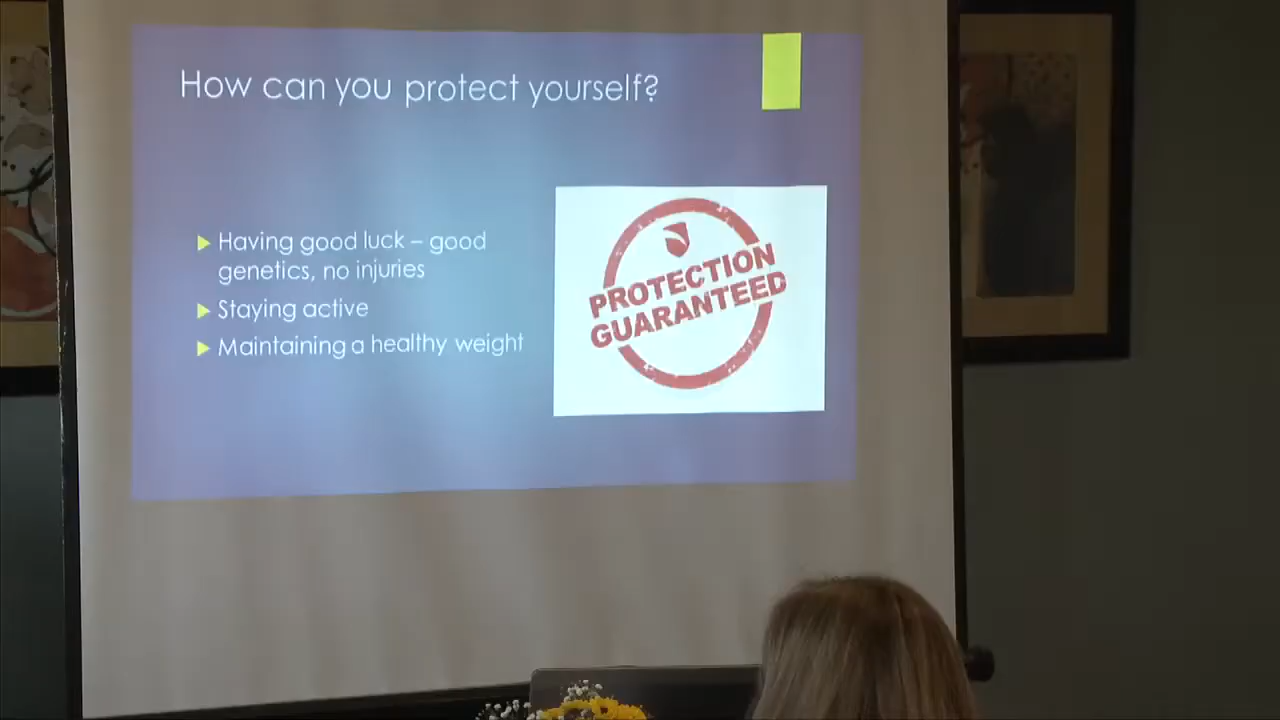 How can you protect yourself?
Having good luck – good
genetics, no injuries
Staying active
Maintaining a healthy weight
PROTECTION
GUARANTEED